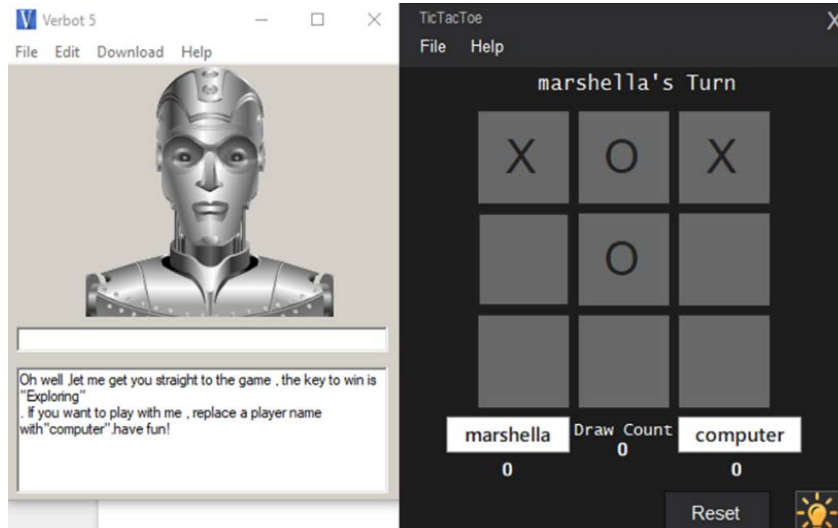 V Verbot 5
File Edit Download Help
Oh well ,let me get you straight to the game , the key to win is
"Exploring"
. If you want to play with me , replace a player name
with"computer".have fun!
TicTacToe
X
File Help
marshella's Turn
X O X
O
marshella Draw Count computer
0 0 0
Reset